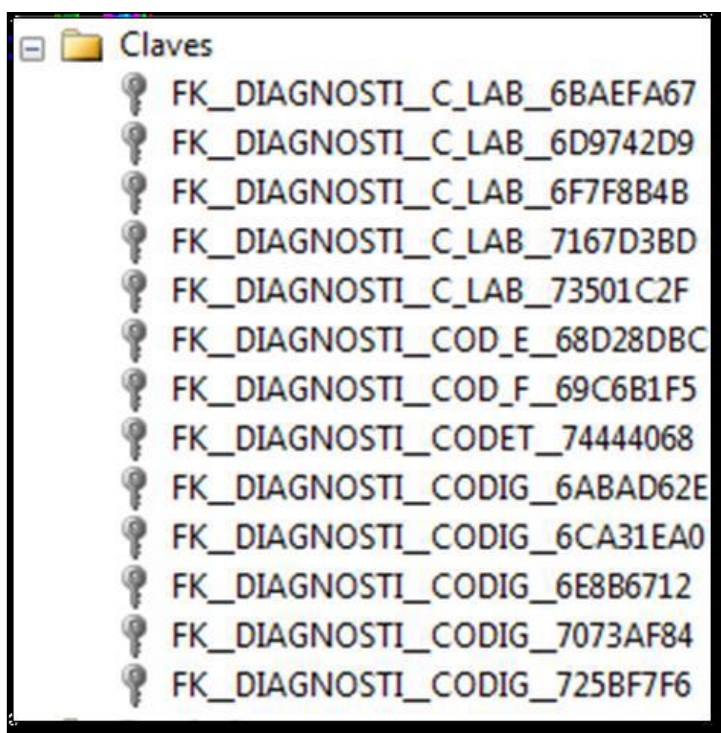 Claves
FK__DIAGNOSTI__C_LAB__6BAEFA67
FK__DIAGNOSTI__C_LAB__6D9742D9
FK__DIAGNOSTI__C_LAB__6F7F8B4B
FK__DIAGNOSTI__C_LAB__7167D3BD
FK__DIAGNOSTI__C_LAB__73501C2F
FK__DIAGNOSTI__COD_E__68D28DBC
FK__DIAGNOSTI__COD_F__69C6B1F5
FK__DIAGNOSTI__CODET__74444068
FK__DIAGNOSTI__CODIG__6ABAD62E
FK__DIAGNOSTI__CODIG__6CA31EA0
FK__DIAGNOSTI__CODIG__6E8B6712
FK__DIAGNOSTI__CODIG__7073AF84
FK__DIAGNOSTI__CODIG__725BF7F6